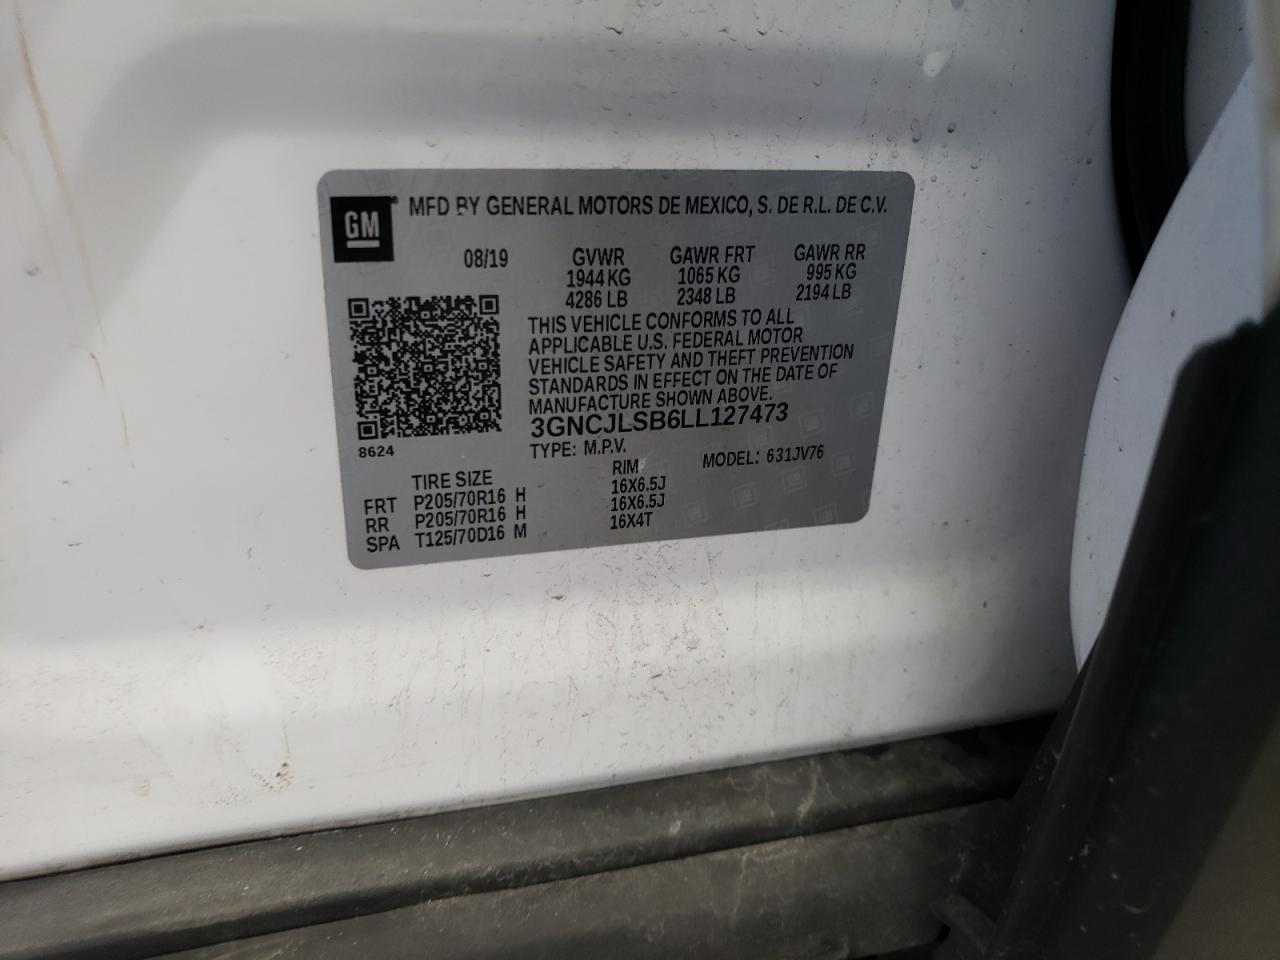 GM® MFD BY GENERAL MOTORS DE MEXICO, S. DE R.L. DE C.V.
08/19 GVWR GAWR FRT GAWR RR
1944 KG 1065 KG 995 KG
4286 LB 2348 LB 2194 LB
THIS VEHICLE CONFORMS TO ALL
APPLICABLE U.S. FEDERAL MOTOR
VEHICLE SAFETY AND THEFT PREVENTION
STANDARDS IN EFFECT ON THE DATE OF
MANUFACTURE SHOWN ABOVE.
3GNCJLSB6LL127473
8624 TYPE: M.P.V. MODEL: 631JV76
TIRE SIZE RIM
FRT P205/70R16 H 16X6.5J
RR P205/70R16 H 16X6.5J
SPA T125/70D16 M 16X4T